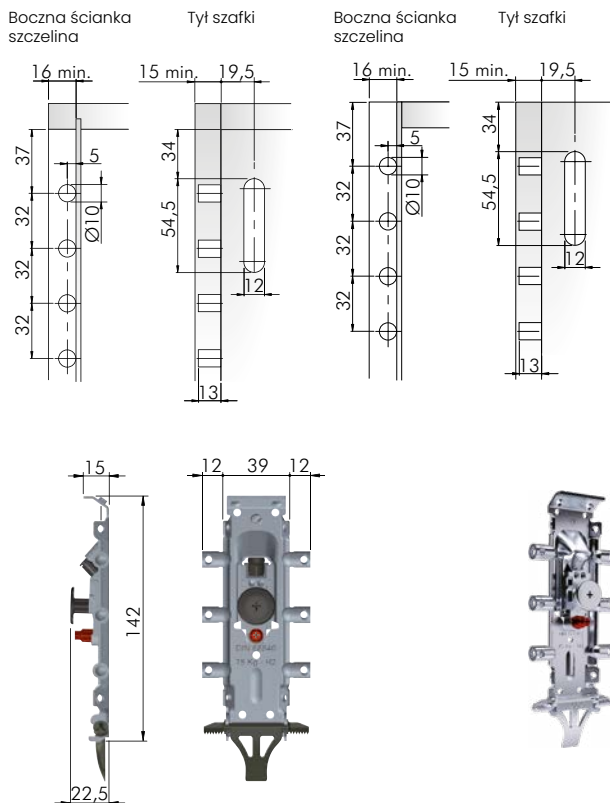 Boczna ścianka
szczelina
Tył szafki
16 min.
15 min.
19,5
37
5
Ø10
32
32
32
34
54,5
12
13
Boczna ścianka
szczelina
Tył szafki
16 min.
15 min.
19,5
37
5
Ø10
32
32
32
34
54,5
12
13
15
142
22,5
12
39
12